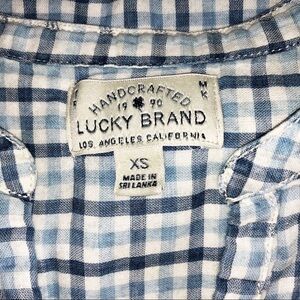 HANDCRAFTED
19 90
LUCKY BRAND
LOS ANGELES CALIFORNIA
XS
MADE IN
SRI LANKA